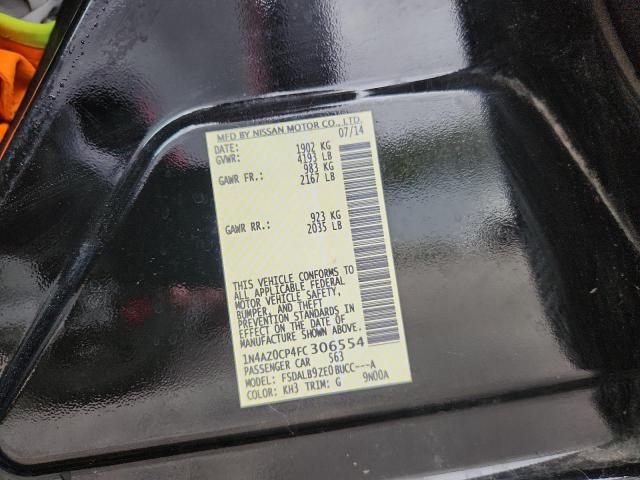 MFD BY NISSAN MOTOR CO., LTD.
DATE: 07/14
GVWR: 1902 KG
4193 LB
GAWR FR.: 983 KG
2167 LB
GAWR RR.: 923 KG
2035 LB
THIS VEHICLE CONFORMS TO
ALL APPLICABLE FEDERAL
MOTOR VEHICLE SAFETY,
BUMPER, AND THEFT
PREVENTION STANDARDS IN
EFFECT ON THE DATE OF
MANUFACTURE SHOWN ABOVE.
1N4AZ0CP4FC306554
PASSENGER CAR 563
MODEL: FSDALB9ZE0BUCC---A
COLOR: KH3 TRIM: G 9N00A